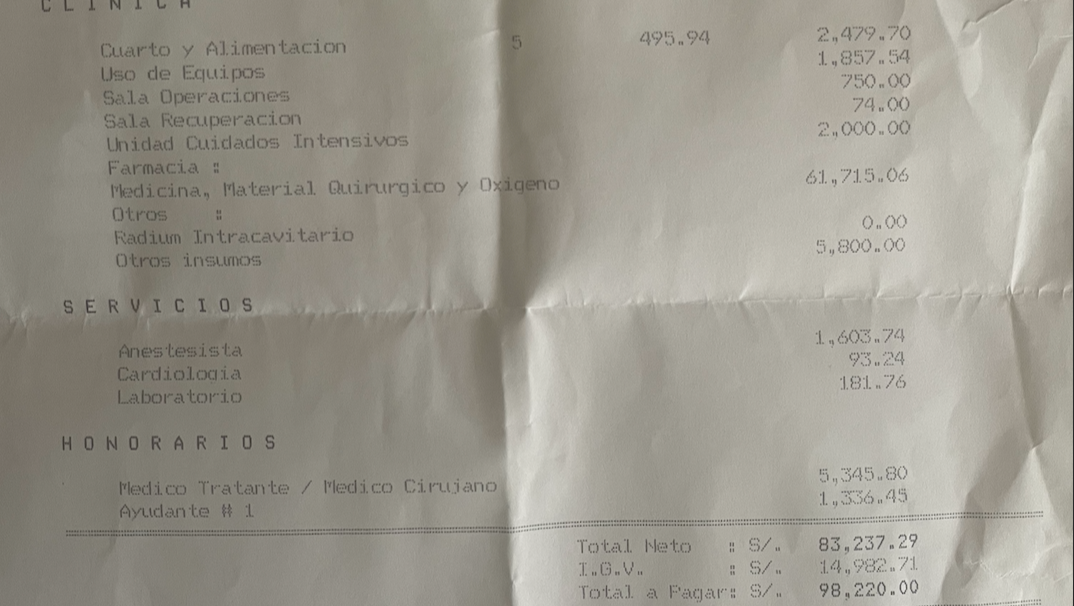 C L I N I C A
Cuarto y Alimentacion 5 495.94 2,479.70
Uso de Equipos 1,857.54
Sala Operaciones 750.00
Sala Recuperacion 74.00
Unidad Cuidados Intensivos 2,000.00
Farmacia :
Medicina, Material Quirurgico y Oxigeno 61,715.06
Otros :
Radium Intracavitario 0.00
Otros insumos 5,800.00
S E R V I C I O S
Anestesista 1,603.74
Cardiologia 93.24
Laboratorio 181.76
H O N O R A R I O S
Medico Tratante / Medico Cirujano 5,345.80
Ayudante # 1 1,336.45
Total Neto : S/. 83,237.29
I.G.V. : S/. 14,982.71
Total a Pagar: S/. 98,220.00